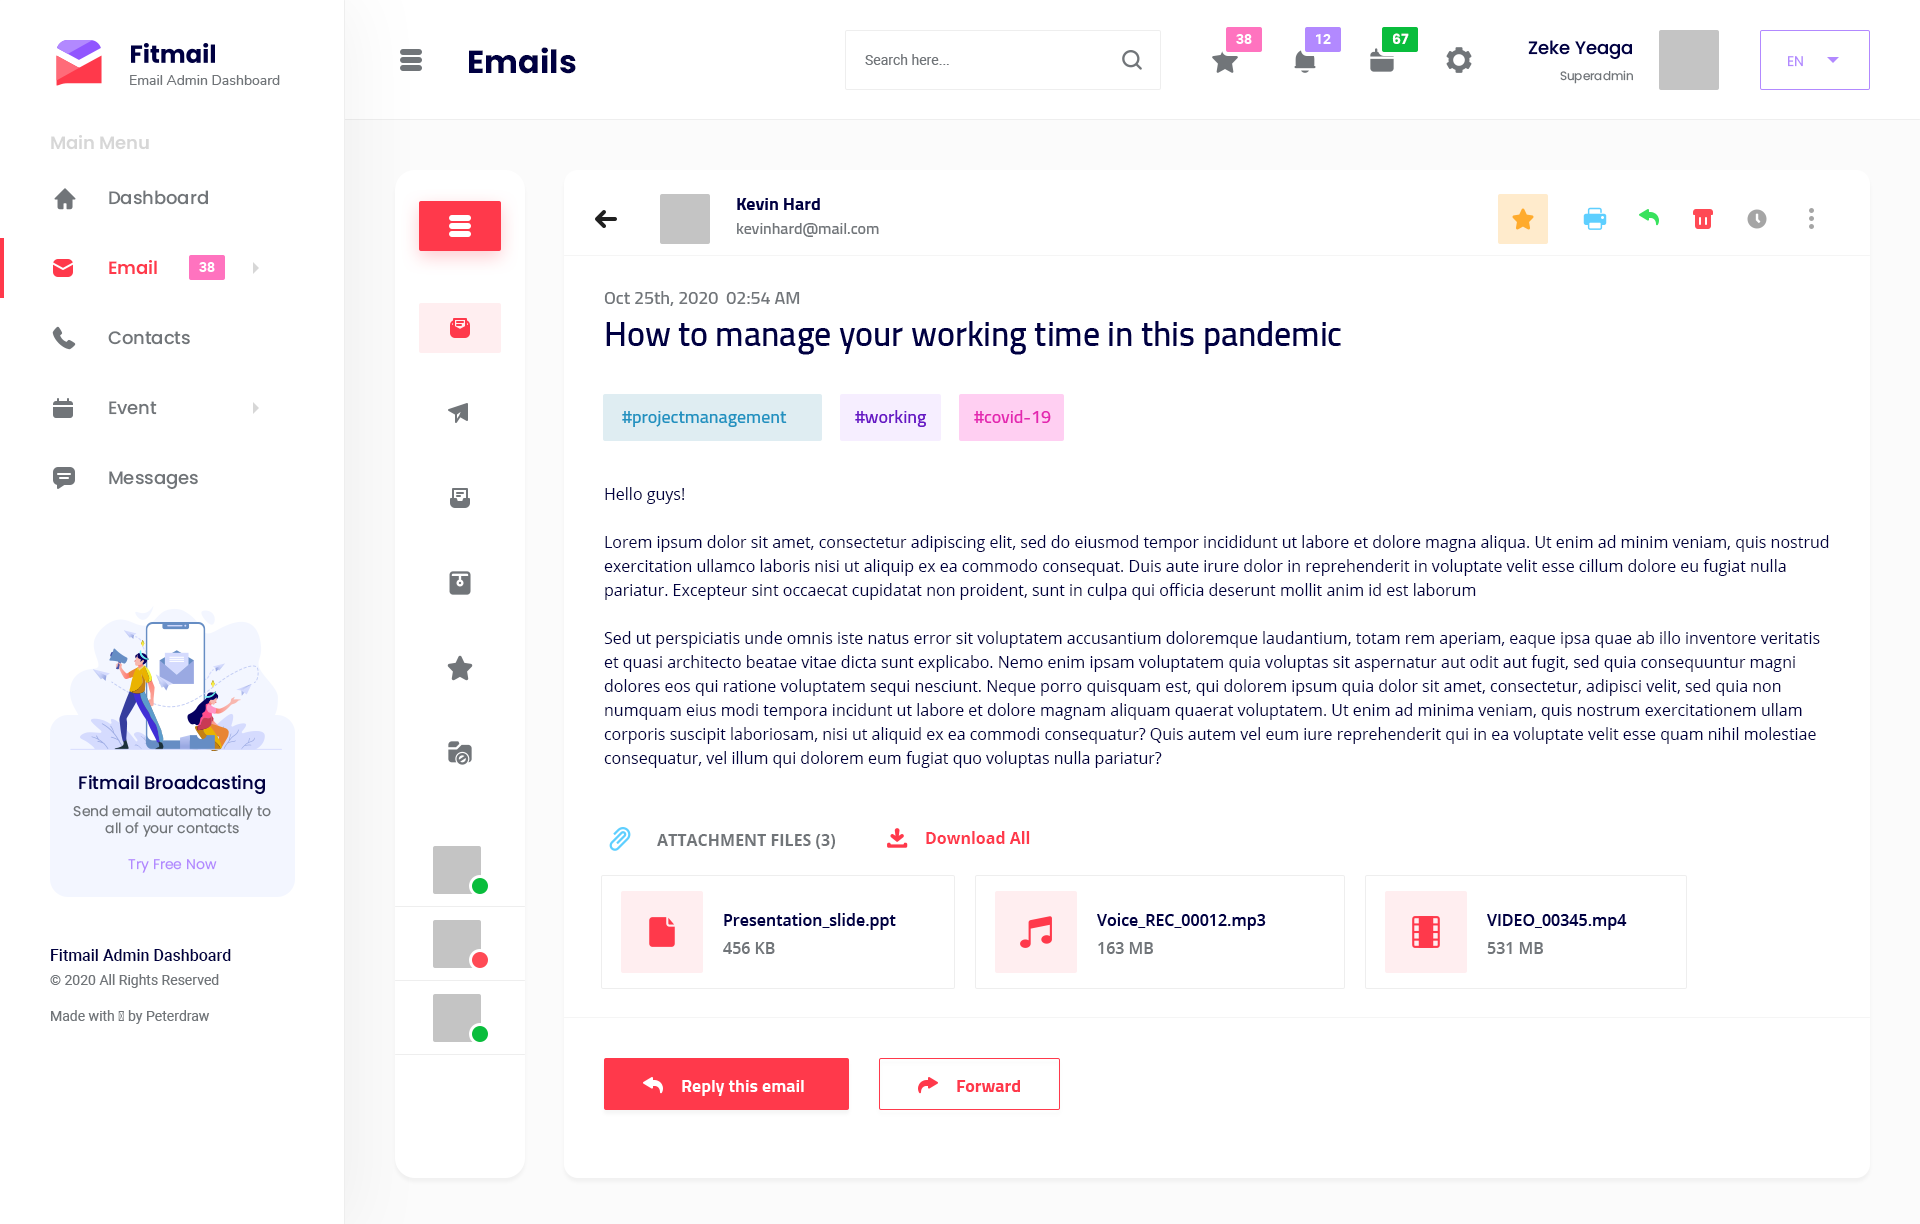 Fitmail
Email Admin Dashboard
Main Menu
Dashboard
Email
38
Contacts
Event
Messages
Fitmail Broadcasting
Send email automatically to
all of your contacts
Try Free Now
Fitmail Admin Dashboard
© 2020 All Rights Reserved
Made with by Peterdraw
Emails
Search here...
38
12
67
Zeke Yeaga
Superadmin
EN
Kevin Hard
kevinhard@mail.com
Oct 25th, 2020 02:54 AM
How to manage your working time in this pandemic
#projectmanagement
#working
#covid-19
Hello guys!
Lorem ipsum dolor sit amet, consectetur adipiscing elit, sed do eiusmod tempor incididunt ut labore et dolore magna aliqua. Ut enim ad minim veniam, quis nostrud
exercitation ullamco laboris nisi ut aliquip ex ea commodo consequat. Duis aute irure dolor in reprehenderit in voluptate velit esse cillum dolore eu fugiat nulla
pariatur. Excepteur sint occaecat cupidatat non proident, sunt in culpa qui officia deserunt mollit anim id est laborum
Sed ut perspiciatis unde omnis iste natus error sit voluptatem accusantium doloremque laudantium, totam rem aperiam, eaque ipsa quae ab illo inventore veritatis
et quasi architecto beatae vitae dicta sunt explicabo. Nemo enim ipsam voluptatem quia voluptas sit aspernatur aut odit aut fugit, sed quia consequuntur magni
dolores eos qui ratione voluptatem sequi nesciunt. Neque porro quisquam est, qui dolorem ipsum quia dolor sit amet, consectetur, adipisci velit, sed quia non
numquam eius modi tempora incidunt ut labore et dolore magnam aliquam quaerat voluptatem. Ut enim ad minima veniam, quis nostrum exercitationem ullam
corporis suscipit laboriosam, nisi ut aliquid ex ea commodi consequatur? Quis autem vel eum iure reprehenderit qui in ea voluptate velit esse quam nihil molestiae
consequatur, vel illum qui dolorem eum fugiat quo voluptas nulla pariatur?
ATTACHMENT FILES (3)
Download All
Presentation_slide.ppt
456 KB
Voice_REC_00012.mp3
163 MB
VIDEO_00345.mp4
531 MB
Reply this email
Forward